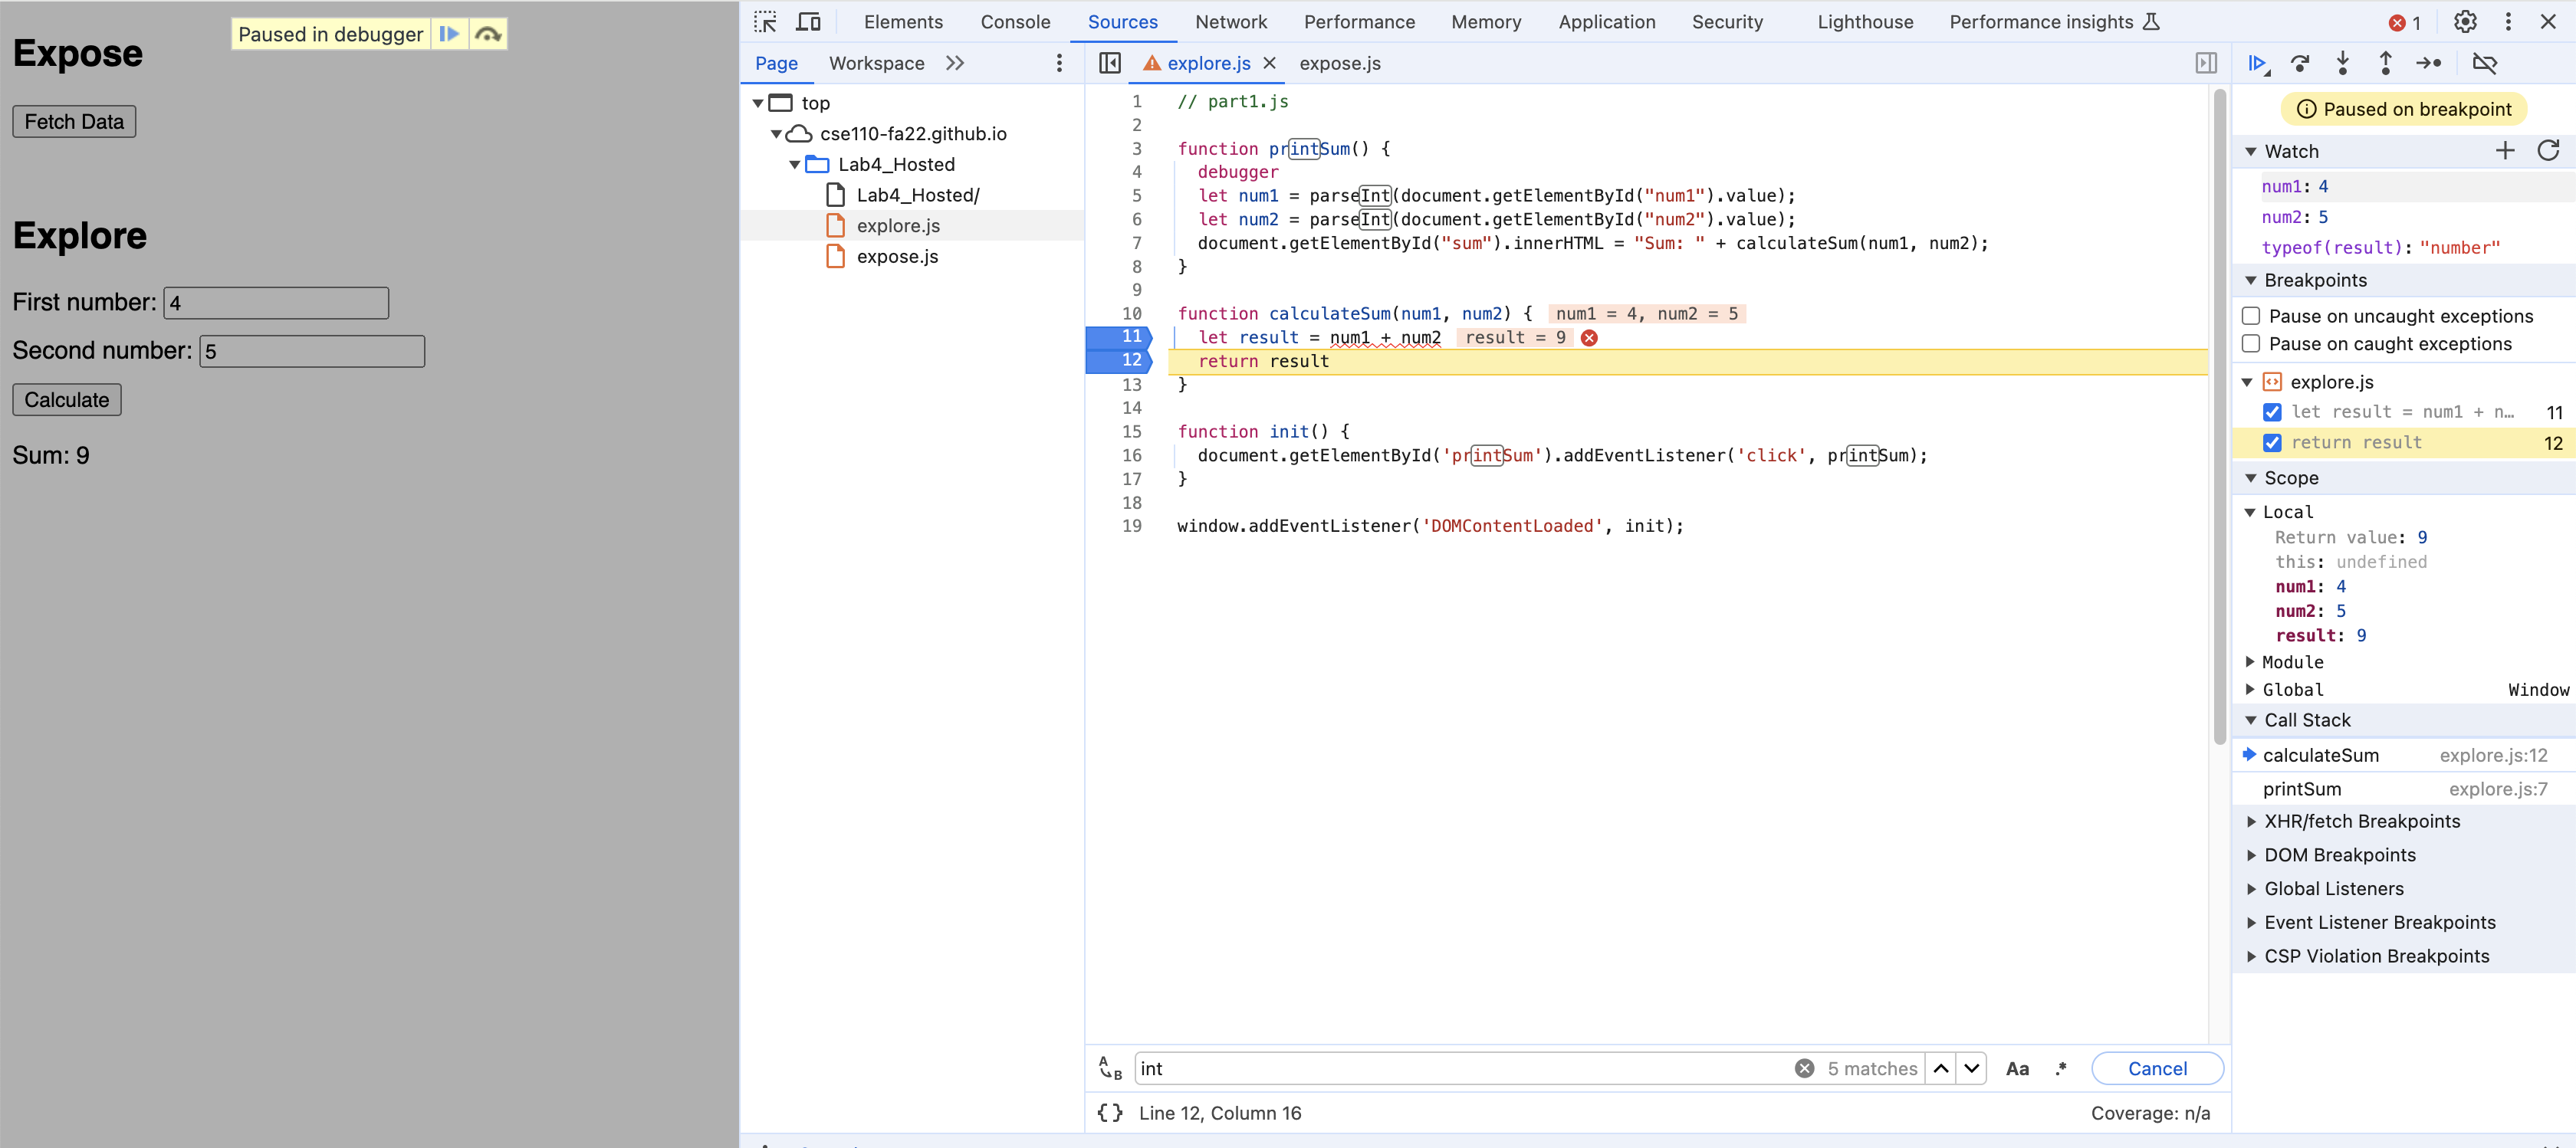 Paused in debugger
Expose
Fetch Data
Explore
First number: 4
Second number: 5
Calculate
Sum: 9
Elements Console Sources Network Performance Memory Application Security Lighthouse Performance insights 1
Page Workspace
top
cse110-fa22.github.io
Lab4_Hosted
Lab4_Hosted/
explore.js
expose.js
explore.js expose.js
1 // part1.js
2
3 function printSum() {
4 debugger
5 let num1 = parseInt(document.getElementById("num1").value);
6 let num2 = parseInt(document.getElementById("num2").value);
7 document.getElementById("sum").innerHTML = "Sum: " + calculateSum(num1, num2);
8 }
9
10 function calculateSum(num1, num2) { num1 = 4, num2 = 5
11 let result = num1 + num2 result = 9
12 return result
13 }
14
15 function init() {
16 document.getElementById('printSum').addEventListener('click', printSum);
17 }
18
19 window.addEventListener('DOMContentLoaded', init);
A B int 5 matches Aa .* Cancel
{} Line 12, Column 16 Coverage: n/a
Paused on breakpoint
Watch
num1: 4
num2: 5
typeof(result): "number"
Breakpoints
Pause on uncaught exceptions
Pause on caught exceptions
explore.js
let result = num1 + n… 11
return result 12
Scope
Local
Return value: 9
this: undefined
num1: 4
num2: 5
result: 9
Module
Global Window
Call Stack
calculateSum explore.js:12
printSum explore.js:7
XHR/fetch Breakpoints
DOM Breakpoints
Global Listeners
Event Listener Breakpoints
CSP Violation Breakpoints